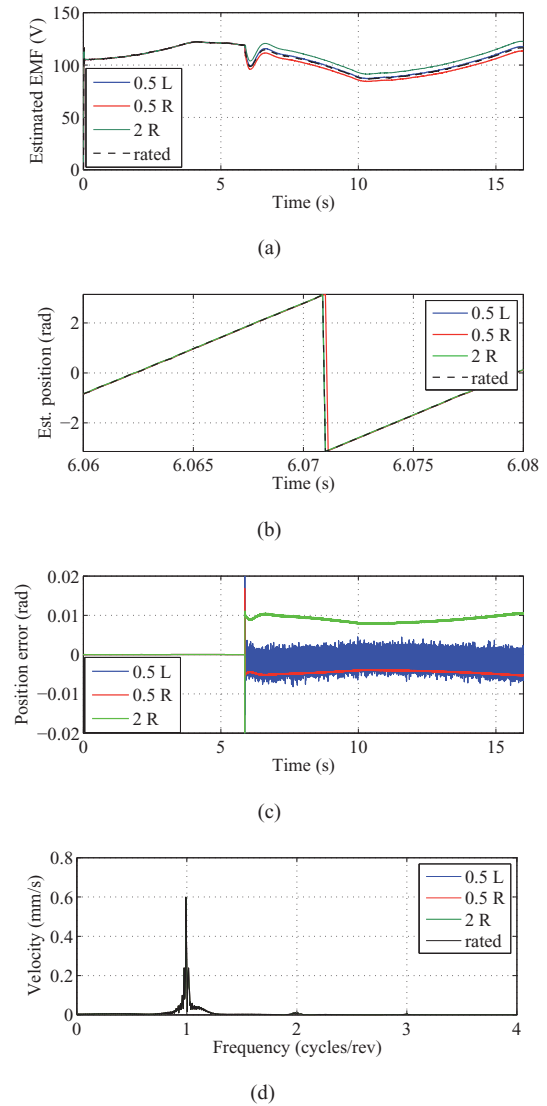 150
100
50
0
Estimated EMF (V)
0.5 L
0.5 R
2 R
rated
0 5 10 15
Time (s)
(a)
2
0
−2
Est. position (rad)
0.5 L
0.5 R
2 R
rated
6.06 6.065 6.07 6.075 6.08
Time (s)
(b)
0.02
0.01
0
−0.01
−0.02
Position error (rad)
0.5 L
0.5 R
2 R
0 5 10 15
Time (s)
(c)
0.8
0.6
0.4
0.2
0
Velocity (mm/s)
0.5 L
0.5 R
2 R
rated
0 1 2 3 4
Frequency (cycles/rev)
(d)